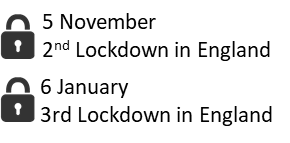 5 November
2nd Lockdown in England
6 January
3rd Lockdown in England